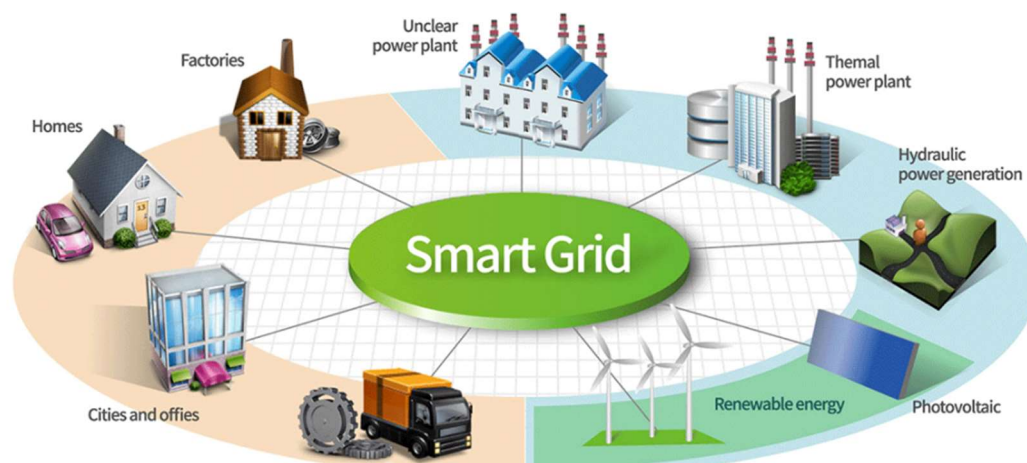 Unclear
power plant
Factories
Themal
power plant
Homes
Hydraulic
power generation
Smart Grid
Cities and offies
Renewable energy
Photovoltaic